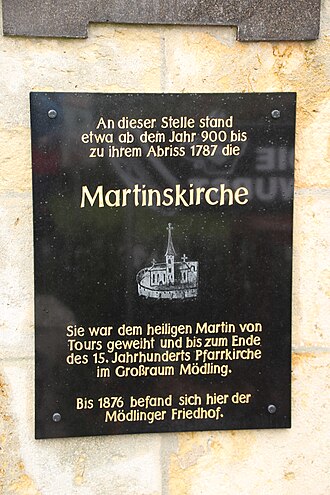 An dieser Stelle stand
etwa ab dem Jahr 900 bis
zu ihrem Abriss 1787 die
Martinskirche
Sie war dem heiligen Martin von
Tours geweiht und bis zum Ende
des 15. Jahrhunderts Pfarrkirche
im Großraum Mödling.
Bis 1876 befand sich hier der
Mödlinger Friedhof.